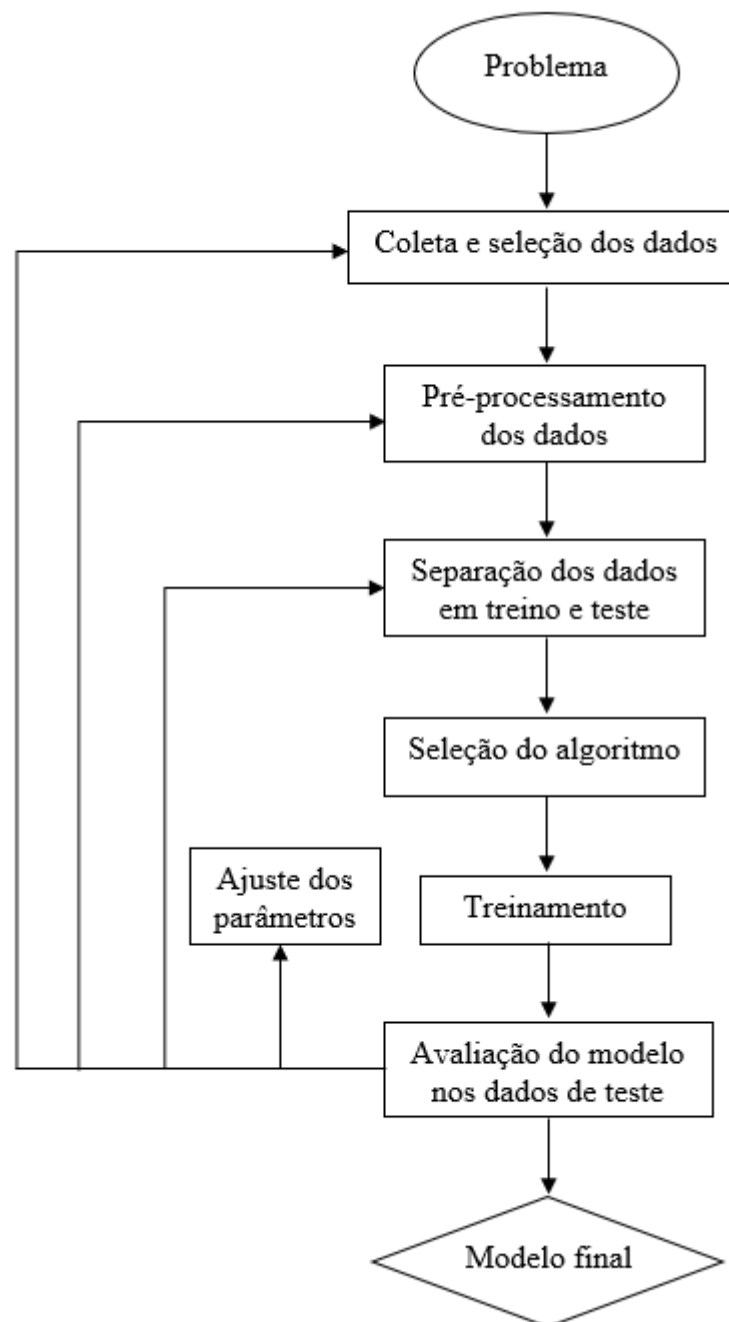 Problema
Coleta e seleção dos dados
Pré-processamento
dos dados
Separação dos dados
em treino e teste
Seleção do algoritmo
Ajuste dos
parâmetros
Treinamento
Avaliação do modelo
nos dados de teste
Modelo final